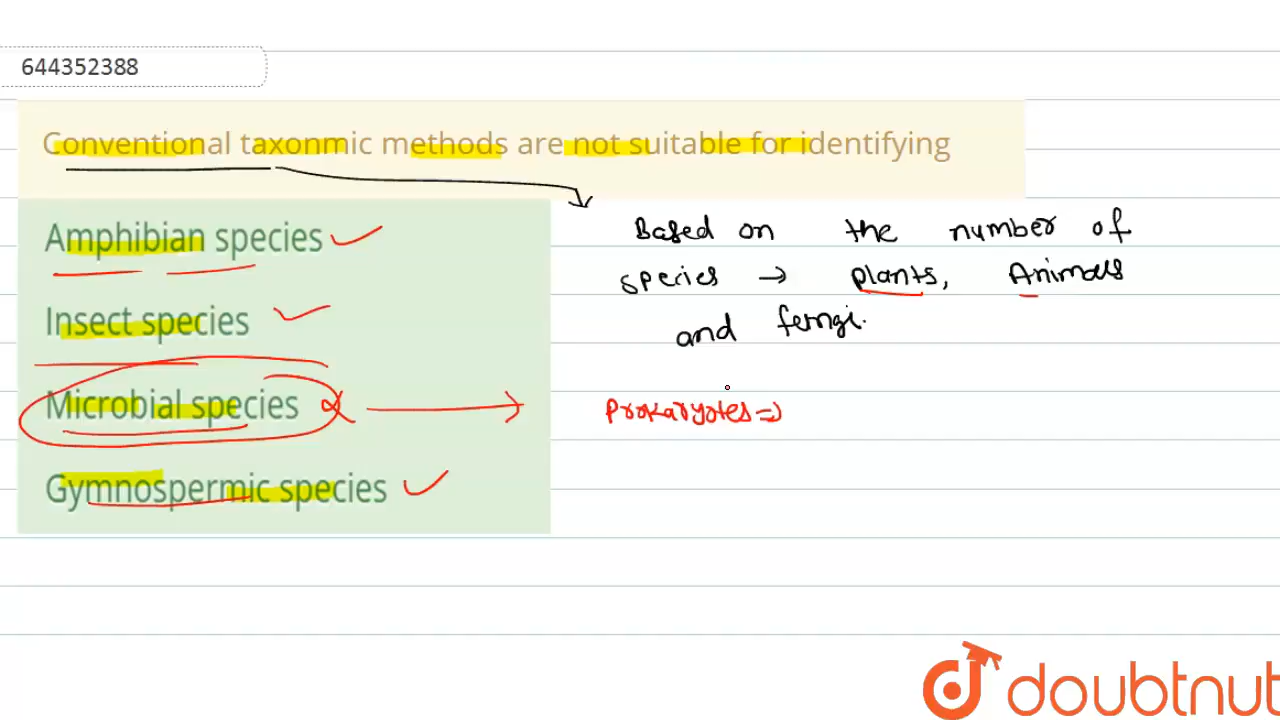 644352388
Conventional taxonmic methods are not suitable for identifying
Amphibian species
Insect species
Microbial species
Gymnospermic species
Based on the number of
species → plants, Animals
and ferngi.
Prokaryotes ⇒
doubtnut